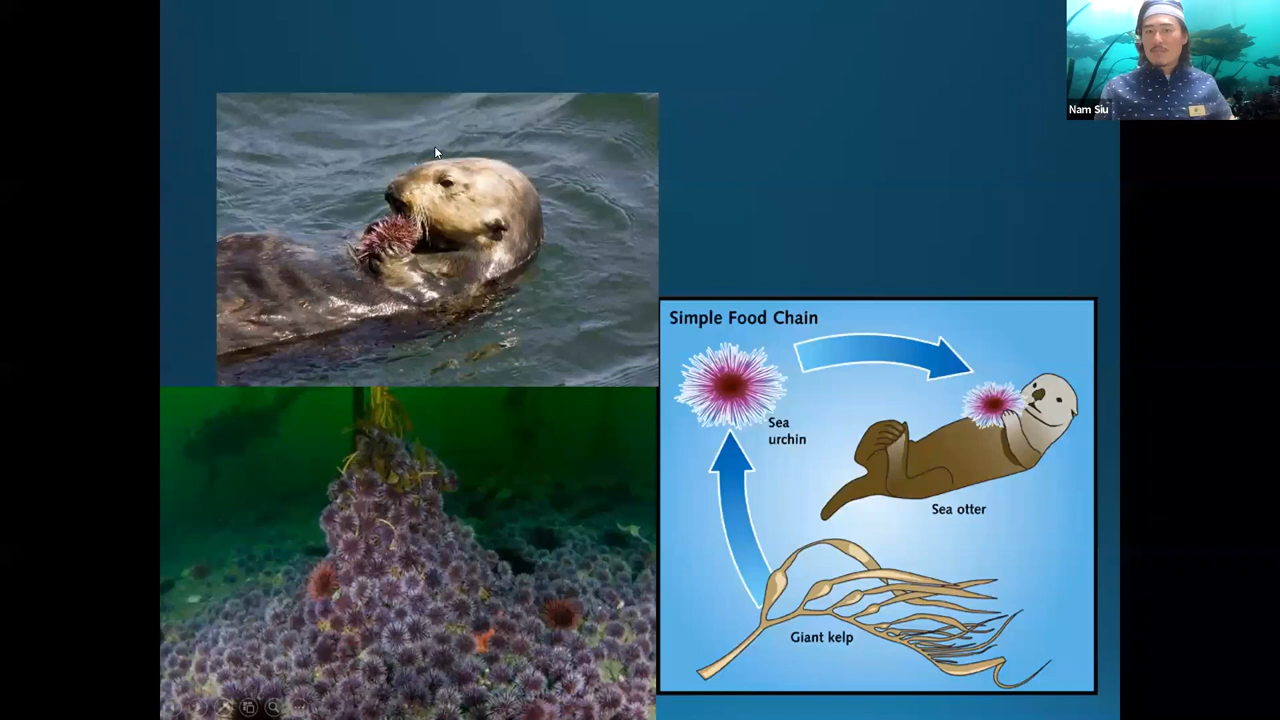 Nam Siu
Simple Food Chain
Sea
urchin
Sea otter
Giant kelp